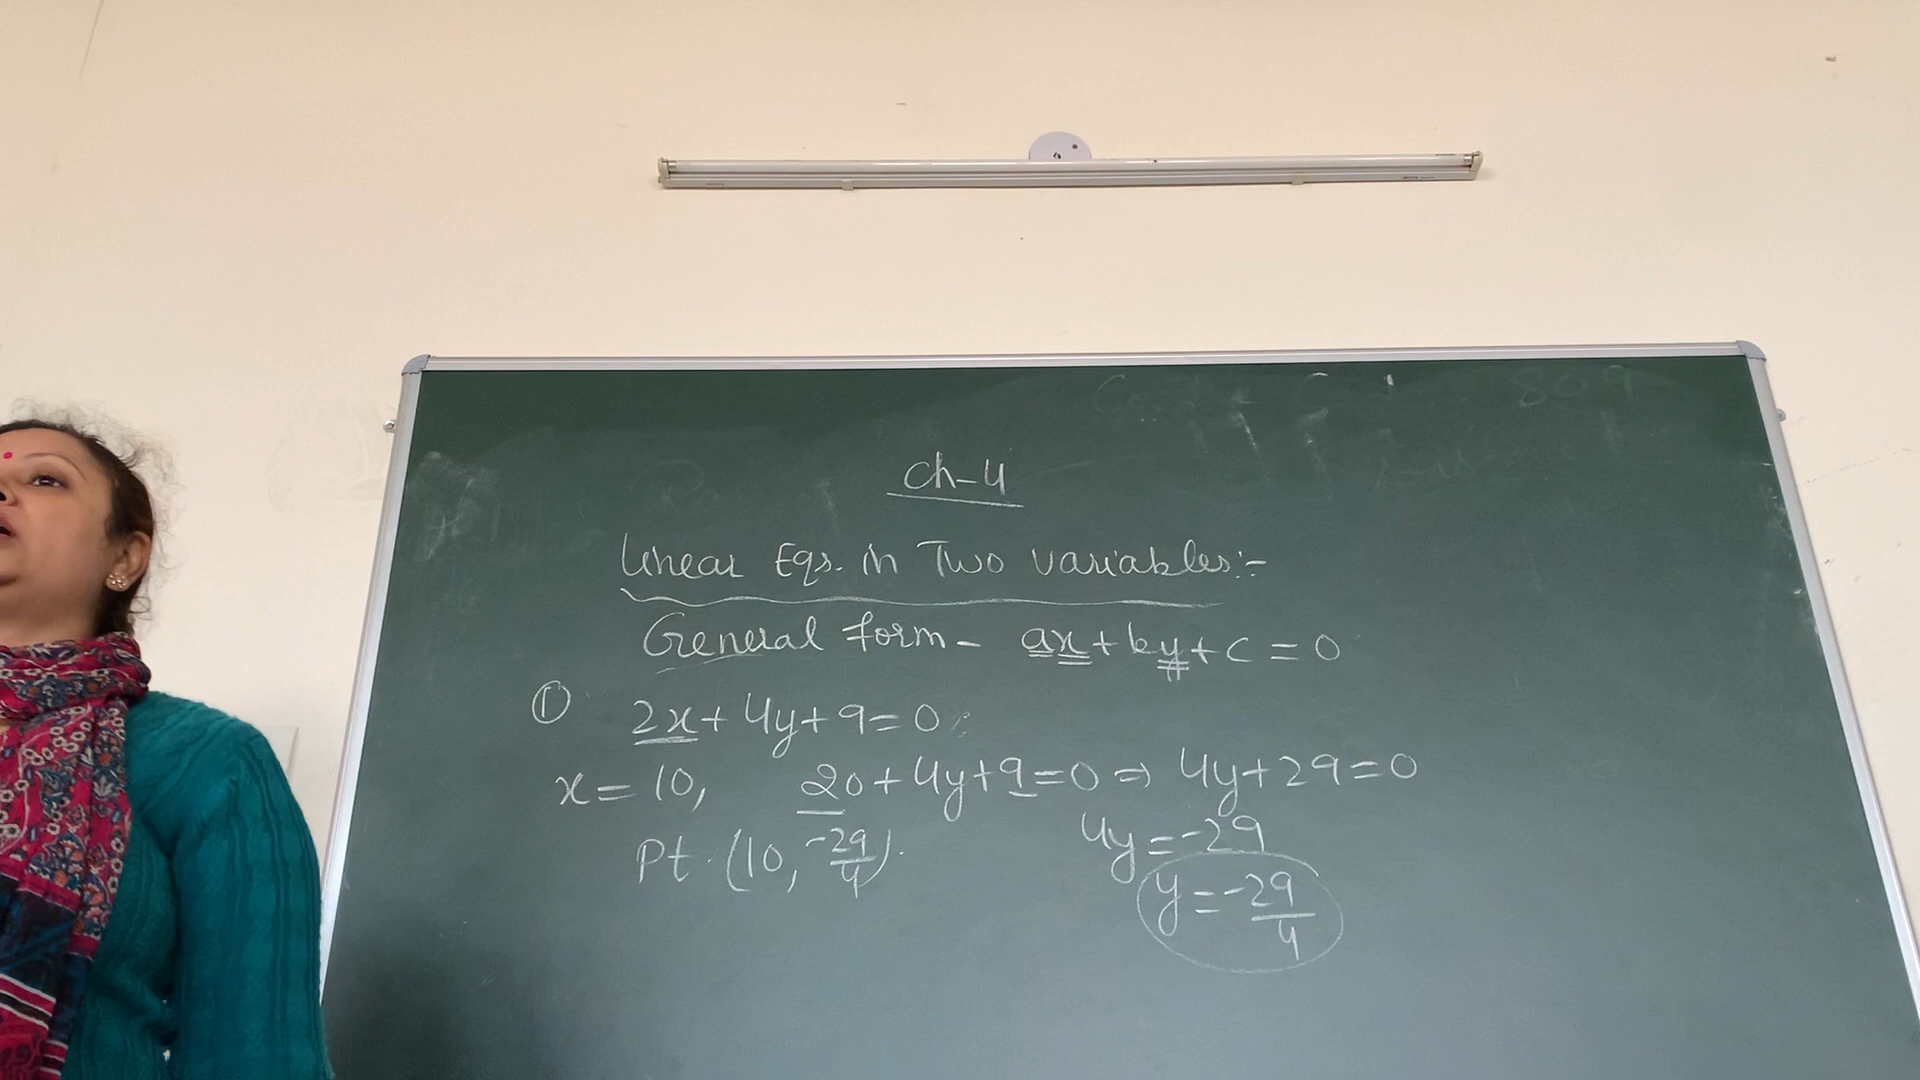 Ch-4
Linear Eqs. in Two variables:-
General form - ax + by + c = 0
① 2x + 4y + 9 = 0
x = 10, 20 + 4y + 9 = 0 ⇒ 4y + 29 = 0
Pt. (10, -29/4). 4y = -29
y = -29/4